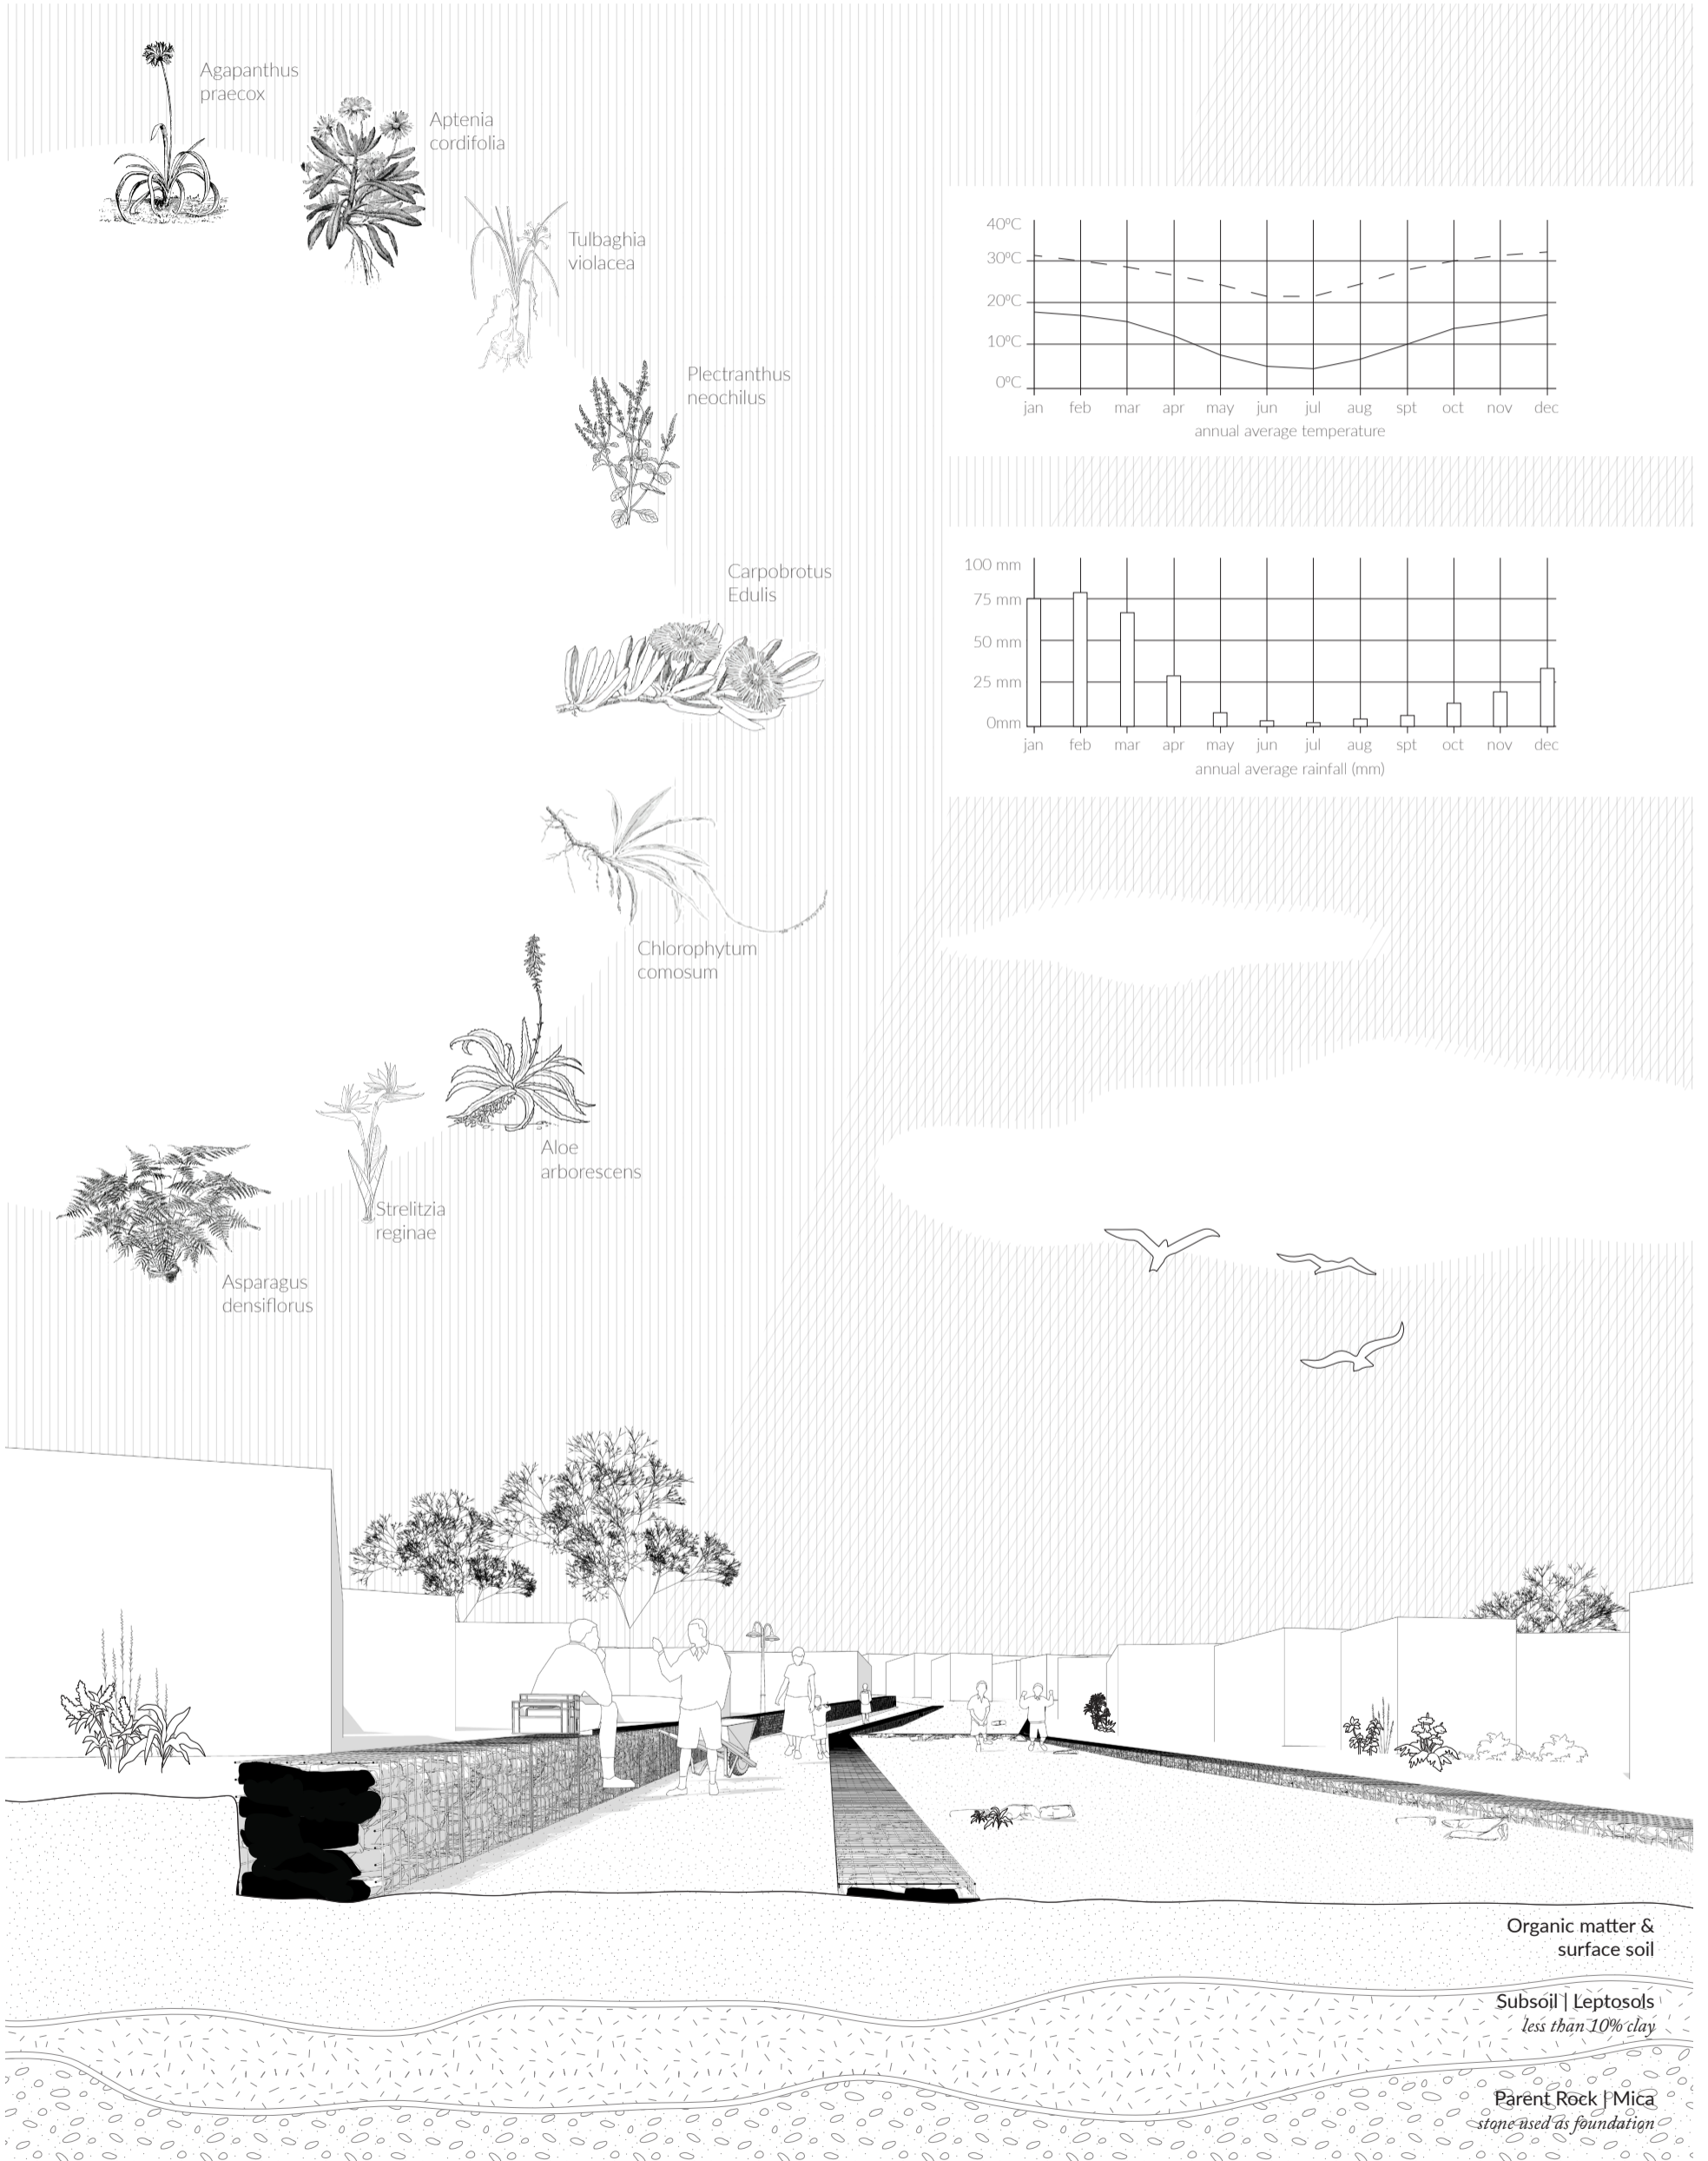 Agapanthus
praecox
Aptenia
cordifolia
Tulbaghia
violacea
Plectranthus
neochilus
Carpobrotus
Edulis
Chlorophytum
comosum
Aloe
arborescens
Strelitzia
reginae
Asparagus
densiflorus
40ºC
30ºC
20ºC
10ºC
0ºC
jan feb mar apr may jun jul aug spt oct nov dec
annual average temperature
100 mm
75 mm
50 mm
25 mm
0mm
jan feb mar apr may jun jul aug spt oct nov dec
annual average rainfall (mm)
Organic matter &
surface soil
Subsoil | Leptosols
less than 10% clay
Parent Rock | Mica
stone used as foundation